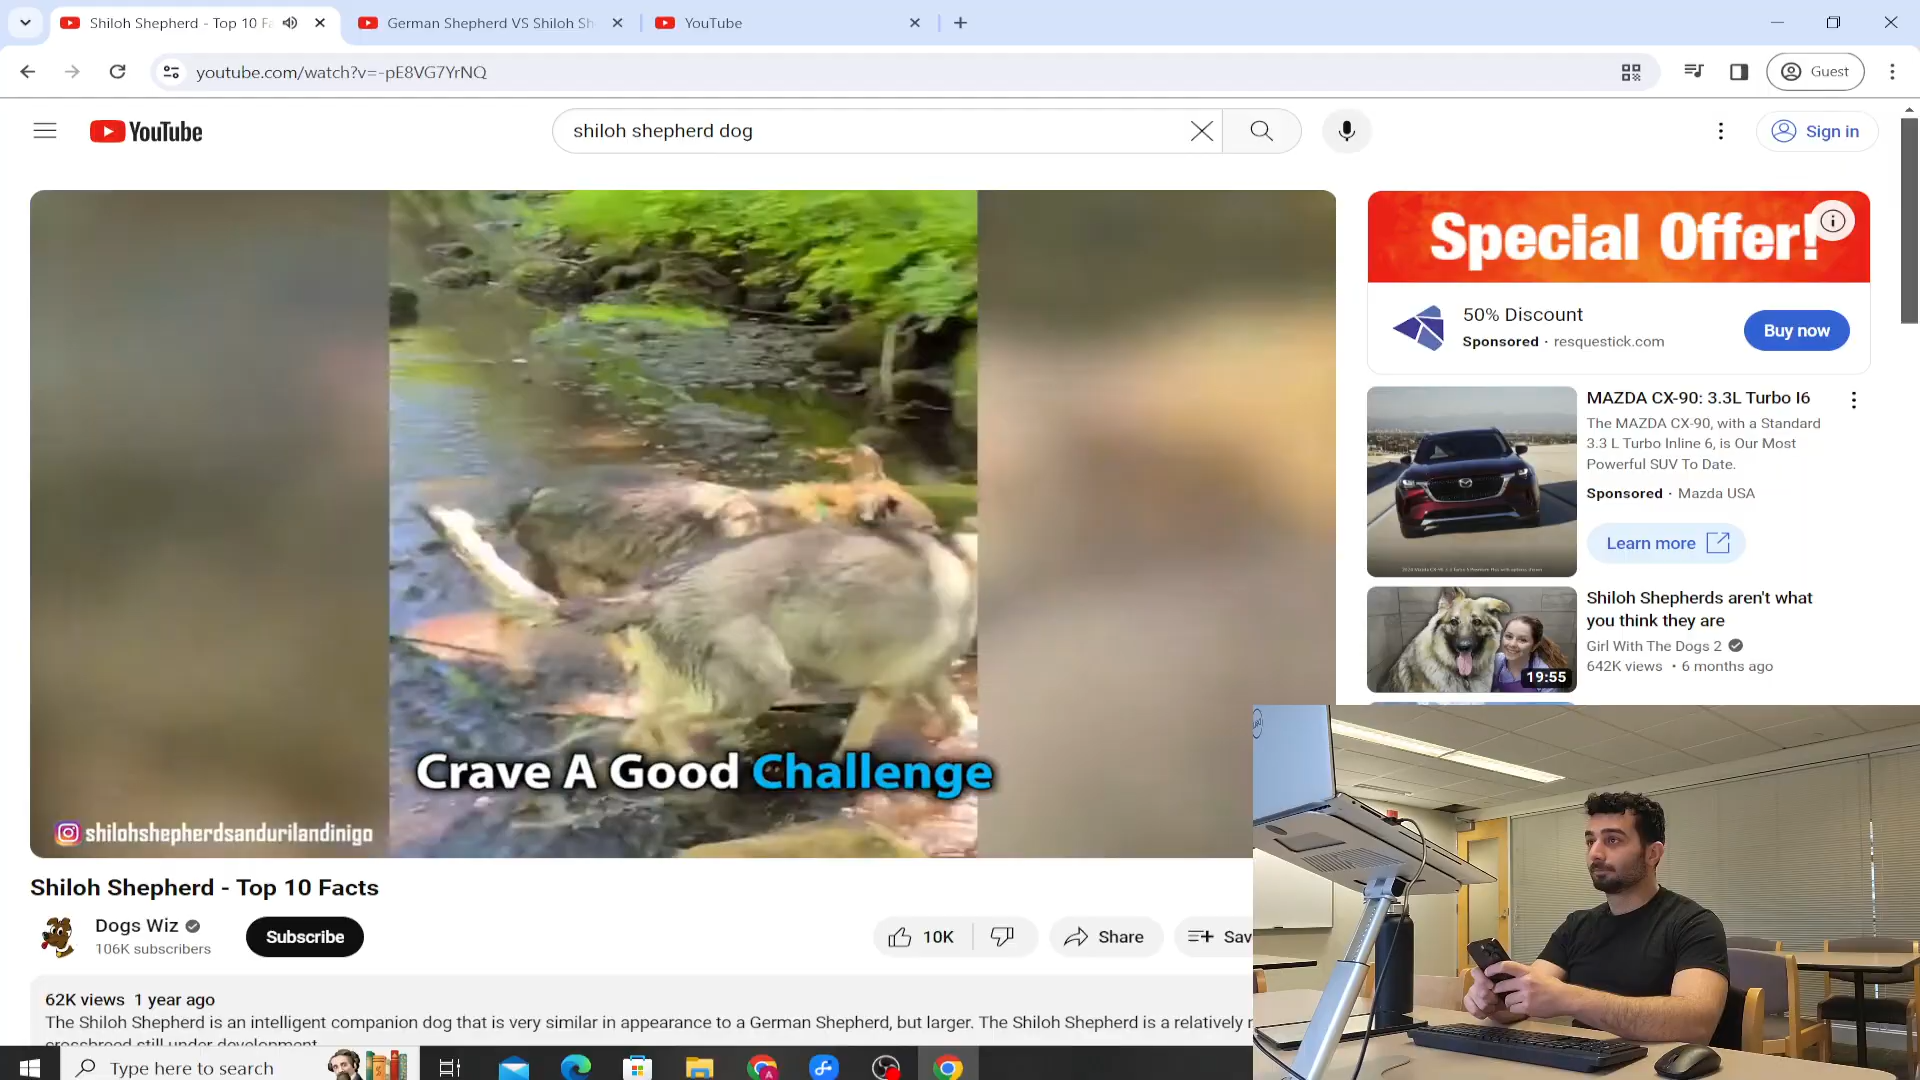 Shiloh Shepherd - Top 10 Fa
German Shepherd VS Shiloh Sh
YouTube
youtube.com/watch?v=-pE8VG7YrNQ
Guest
YouTube
shiloh shepherd dog
Sign in
Crave A Good Challenge
shilohshepherdsandurilandinigo
Special Offer!
50% Discount
Sponsored · resquestick.com
Buy now
MAZDA CX-90: 3.3L Turbo I6
The MAZDA CX-90, with a Standard
3.3 L Turbo Inline 6, is Our Most
Powerful SUV To Date.
Sponsored · Mazda USA
Learn more
Shiloh Shepherds aren't what
you think they are
Girl With The Dogs 2
642K views • 6 months ago
19:55
Shiloh Shepherd - Top 10 Facts
Dogs Wiz
106K subscribers
Subscribe
10K
Share
Sav
62K views 1 year ago
The Shiloh Shepherd is an intelligent companion dog that is very similar in appearance to a German Shepherd, but larger. The Shiloh Shepherd is a relatively
crossbreed still under development
Type here to search